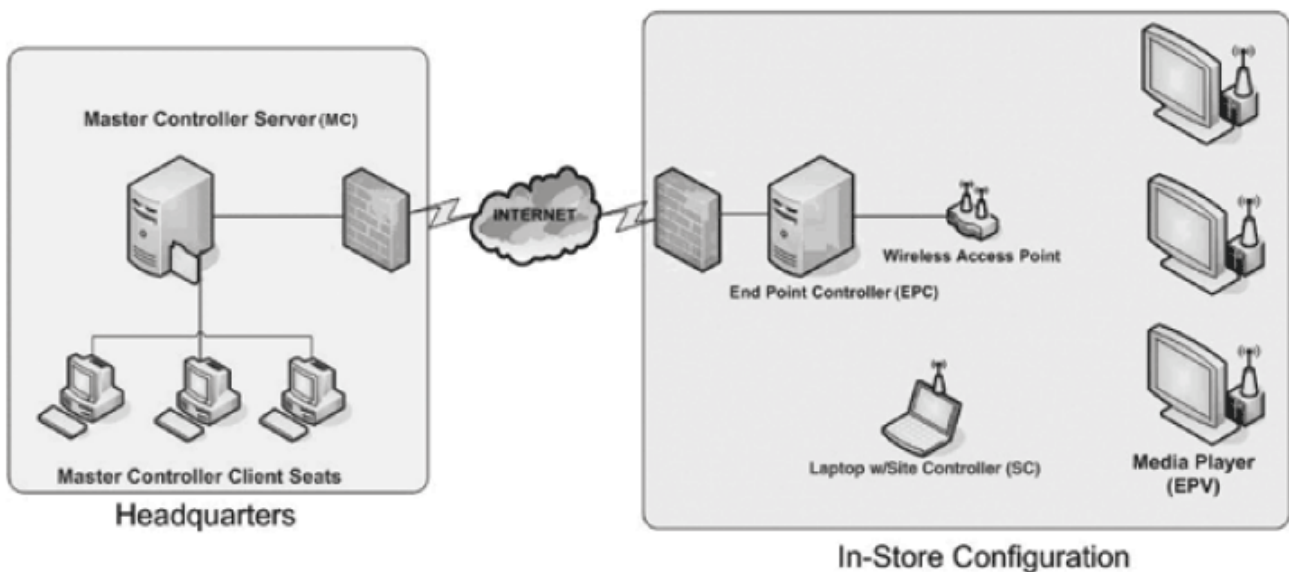 Master Controller Server (MC)
INTERNET
Wireless Access Point
End Point Controller (EPC)
Master Controller Client Seats
Headquarters
Laptop w/Site Controller (SC)
Media Player
(EPV)
In-Store Configuration